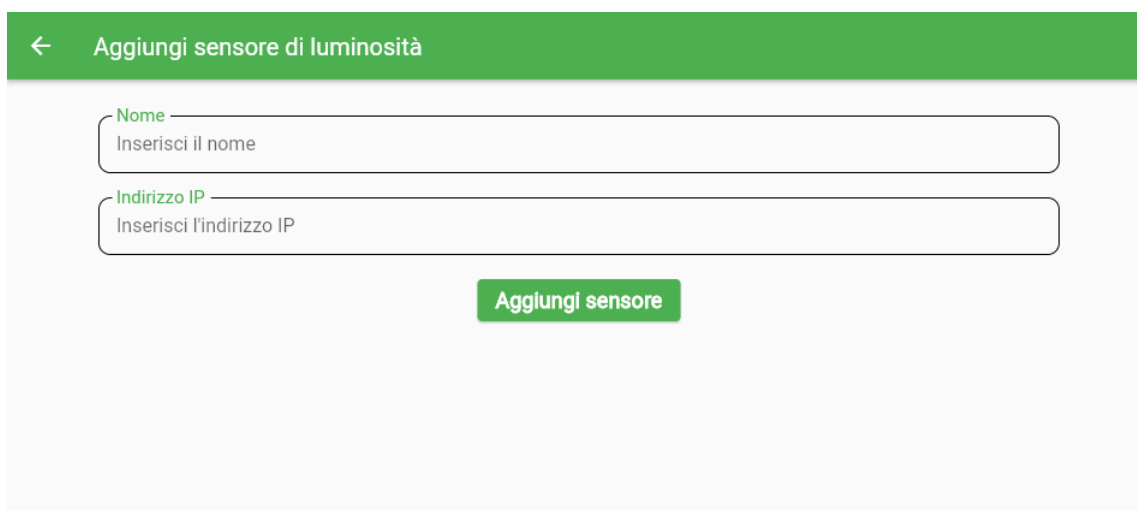 Aggiungi sensore di luminosità
Nome
Inserisci il nome
Indirizzo IP
Inserisci l'indirizzo IP
Aggiungi sensore